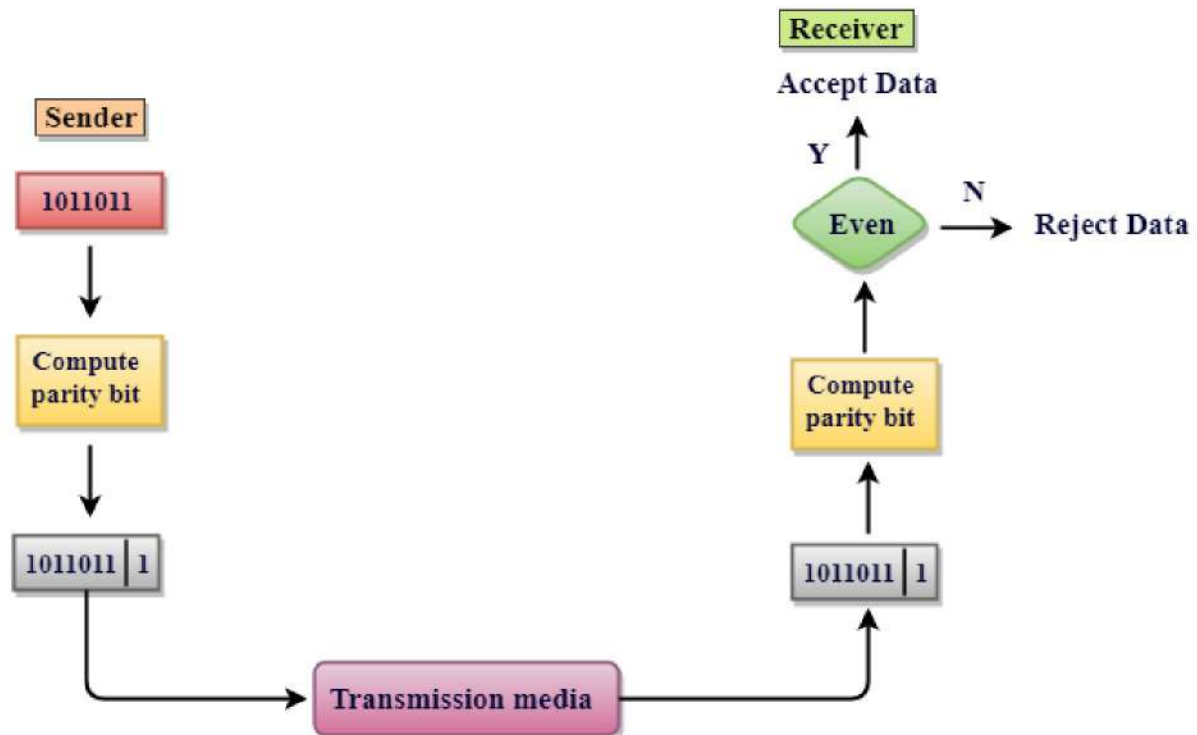 Sender
1011011
Compute
parity bit
1011011 | 1
Transmission media
1011011 | 1
Compute
parity bit
Even
Y
N
Accept Data
Reject Data
Receiver